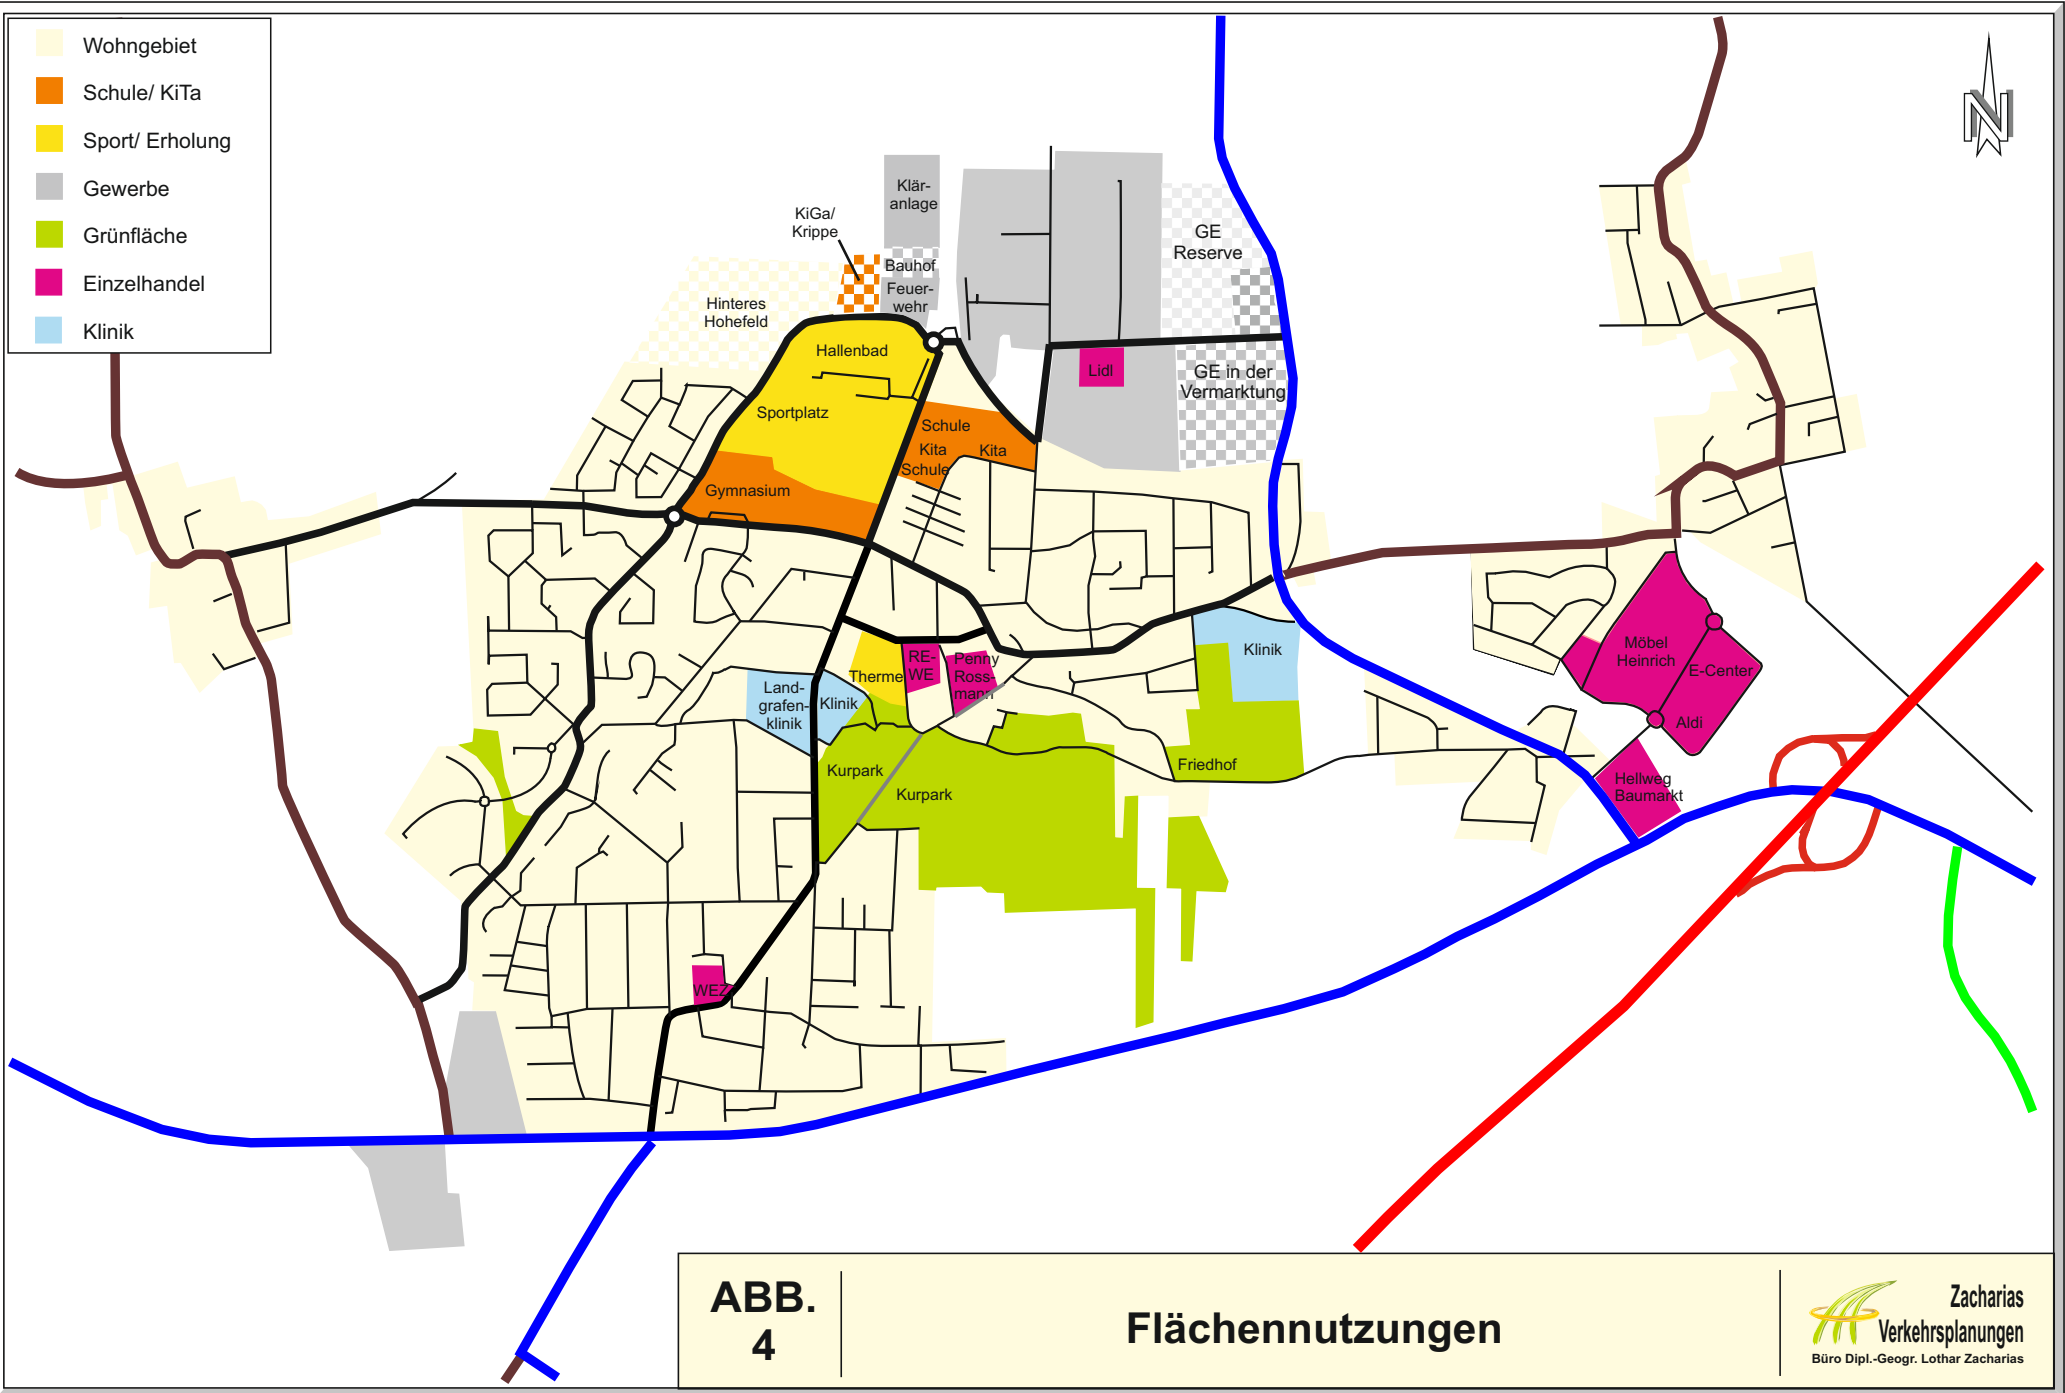 Wohngebiet
Schule/ KiTa
Sport/ Erholung
Gewerbe
Grünfläche
Einzelhandel
Klinik
N
Klär-
anlage
KiGa/
Krippe
Bauhof
Feuer-
wehr
GE
Reserve
Hinteres
Hohefeld
Hallenbad
Lidl
GE in der
Vermarktung
Sportplatz
Schule
Kita
Kita
Schule
Gymnasium
Klinik
Möbel
Heinrich
E-Center
Aldi
Hellweg
Baumarkt
Therme
RE-
WE
Penny
Ross-
mann
Land-
grafen-
klinik
Klinik
Kurpark
Kurpark
Friedhof
WEZ
ABB.
4
Flächennutzungen
Zacharias
Verkehrsplanungen
Büro Dipl.-Geogr. Lothar Zacharias